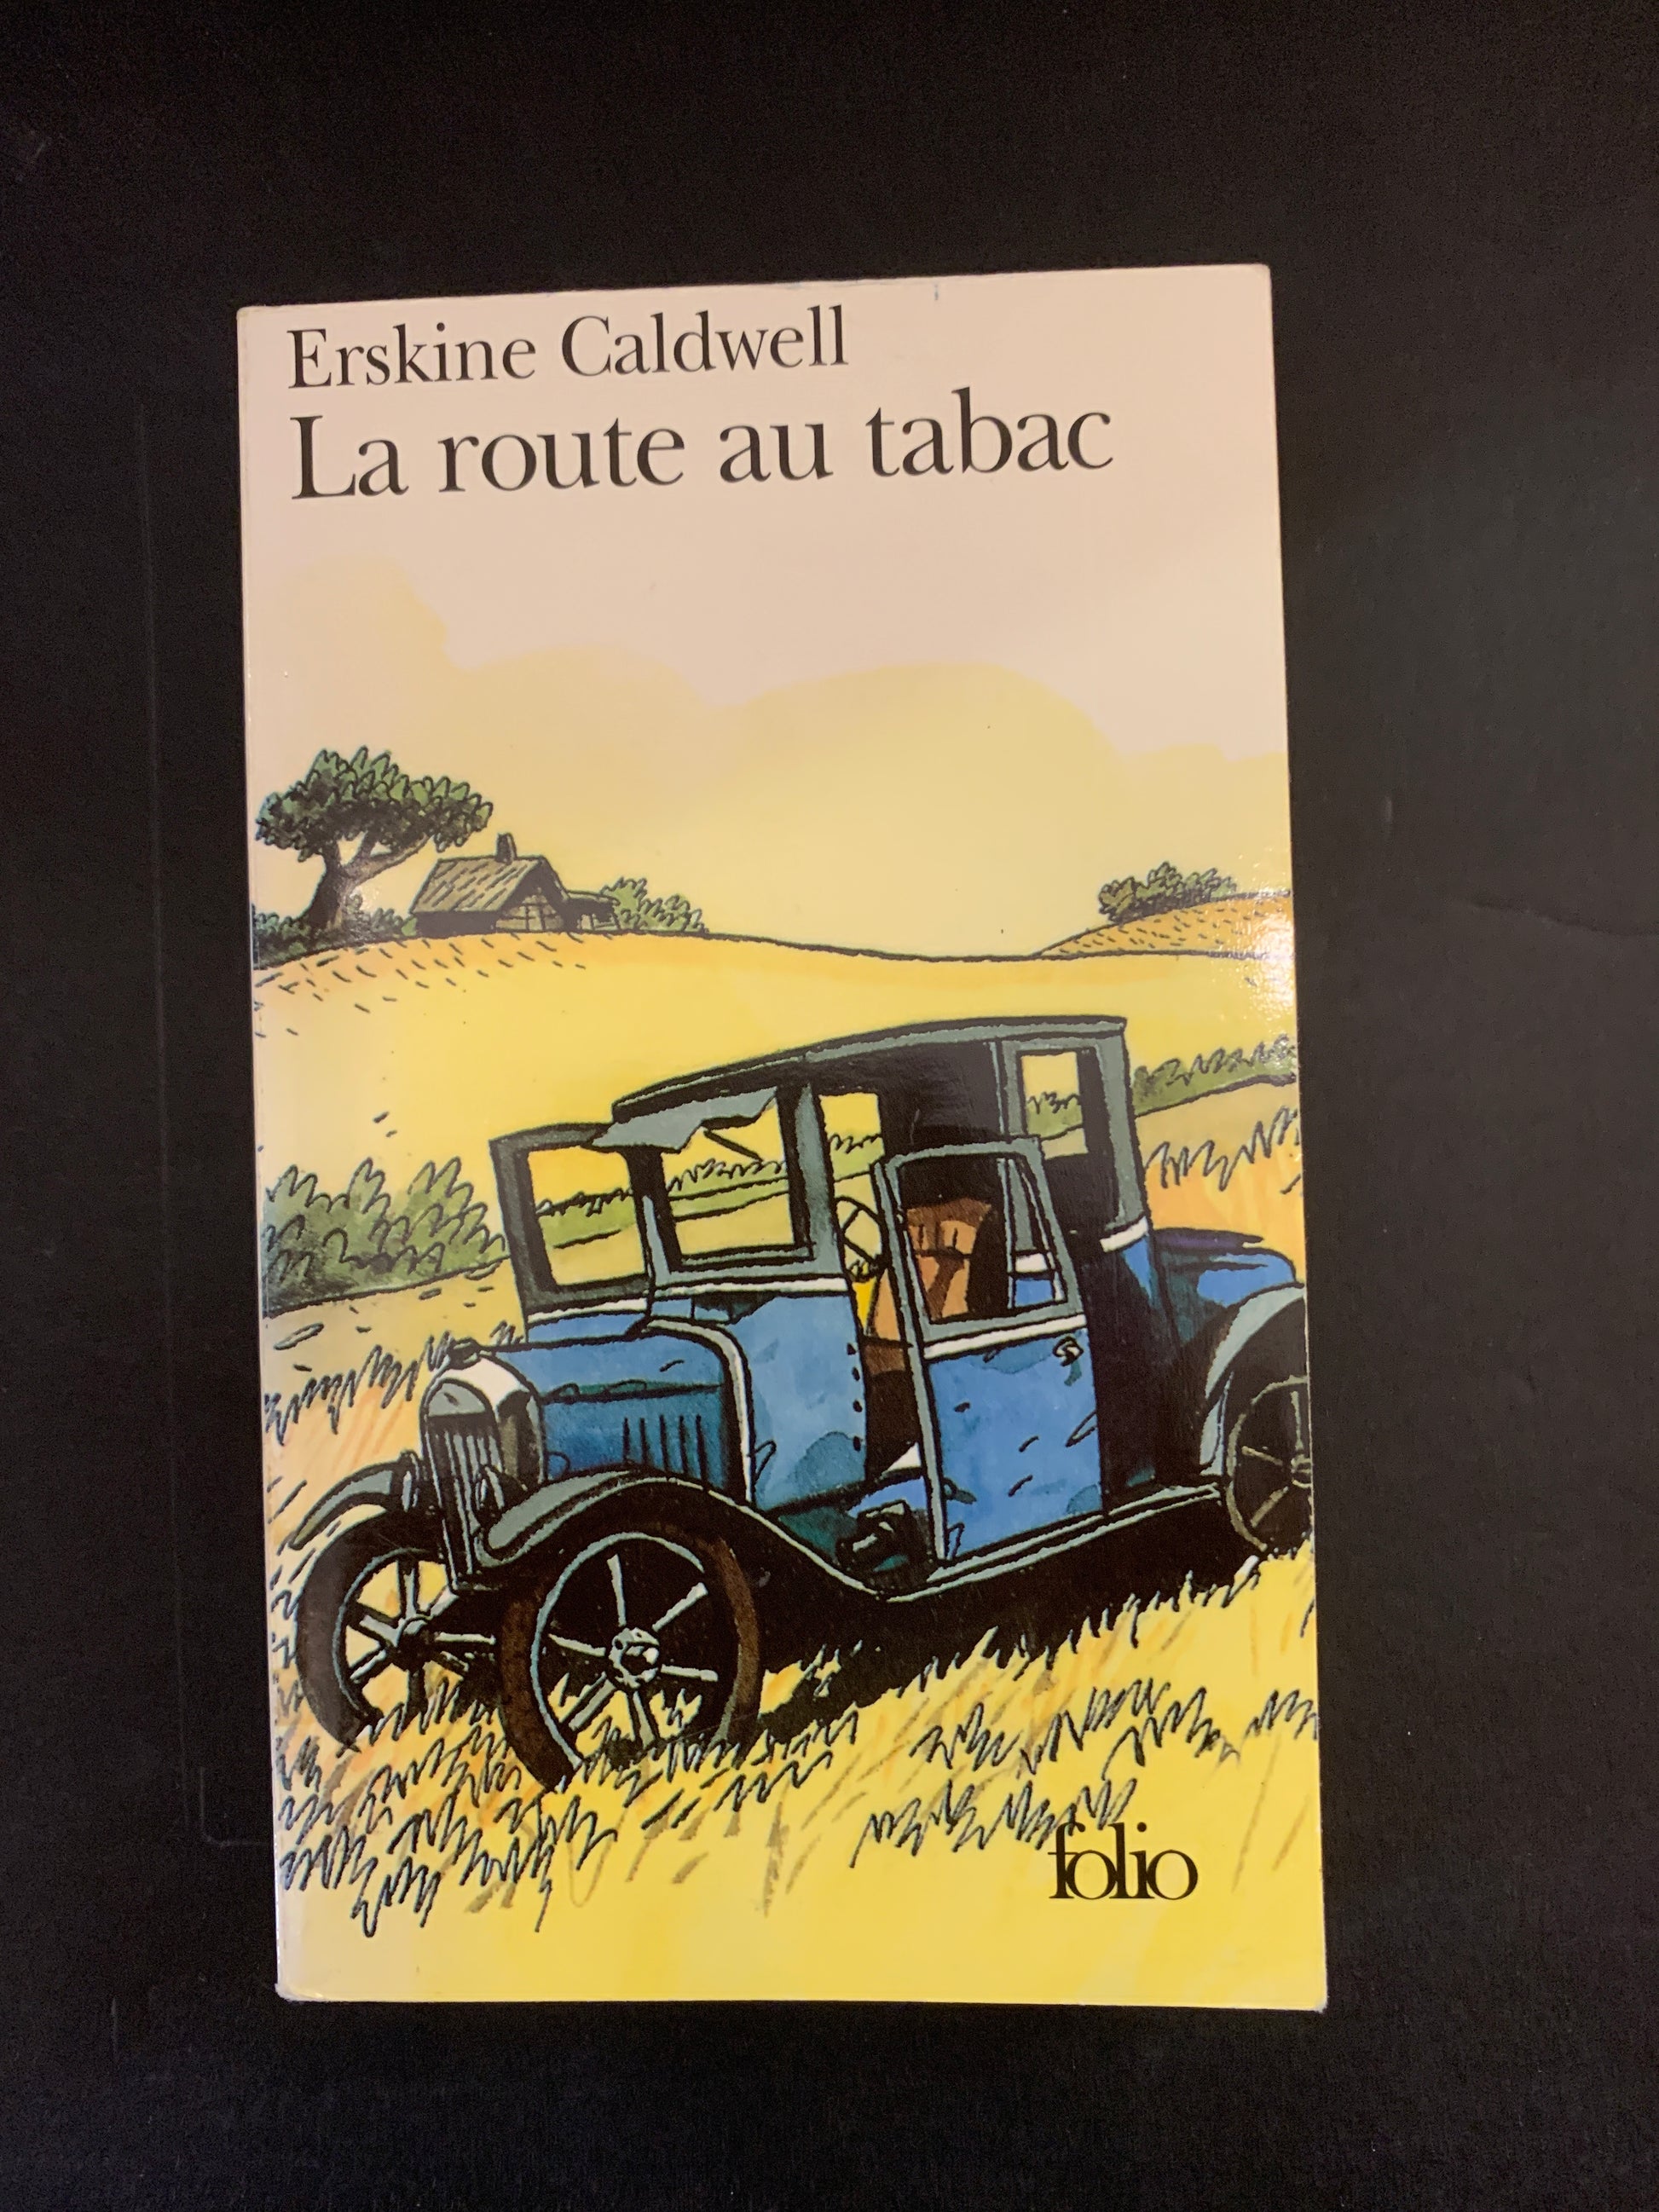 Erskine Caldwell
La route au tabac
folio